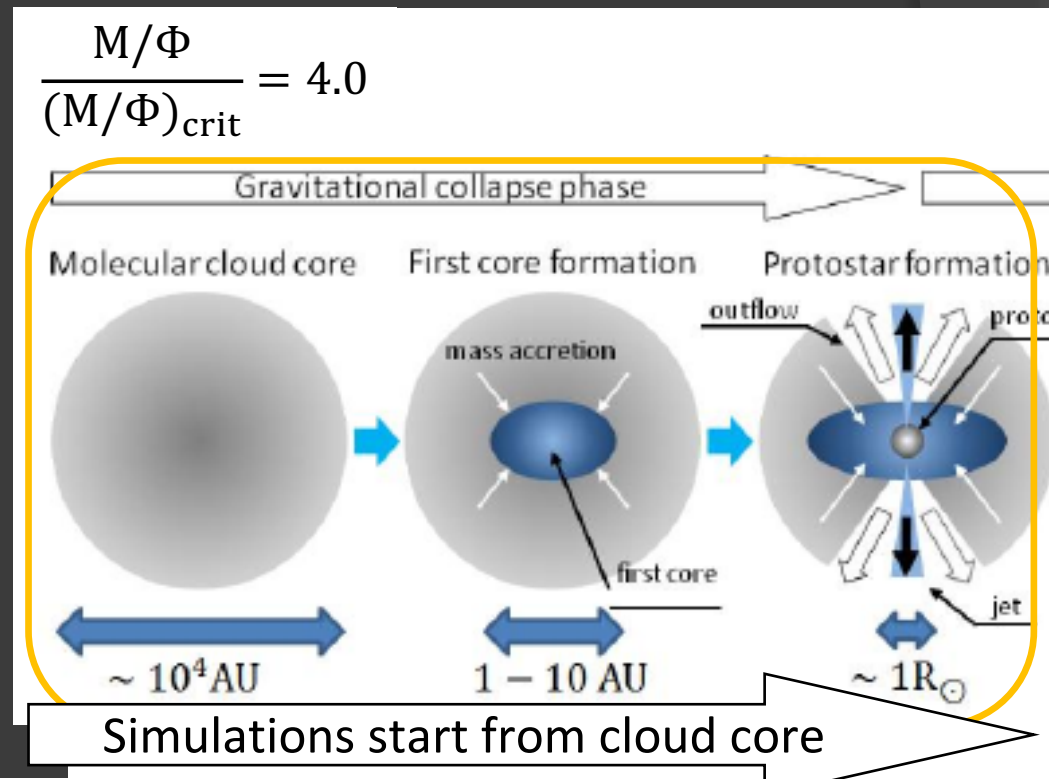 M/Φ
(M/Φ)crit = 4.0
Gravitational collapse phase
Molecular cloud core First core formation Protostar formation
outflow
mass accretion
first core
jet
~ 10⁴AU 1 – 10 AU ~ 1R☉
Simulations start from cloud core